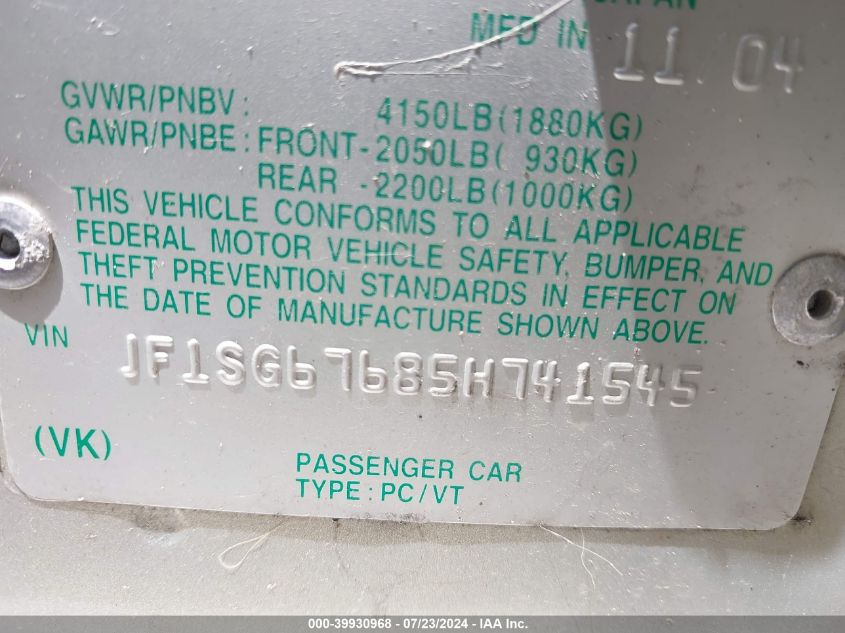 JAPAN
MFD IN 11 04
GVWR/PNBV: 4150LB(1880KG)
GAWR/PNBE: FRONT-2050LB( 930KG)
REAR -2200LB(1000KG)
THIS VEHICLE CONFORMS TO ALL APPLICABLE
FEDERAL MOTOR VEHICLE SAFETY, BUMPER, AND
THEFT PREVENTION STANDARDS IN EFFECT ON
THE DATE OF MANUFACTURE SHOWN ABOVE.
VIN JF1SG67685H741545
(VK)
PASSENGER CAR
TYPE: PC/VT
000-39930968 - 07/23/2024 - IAA Inc.